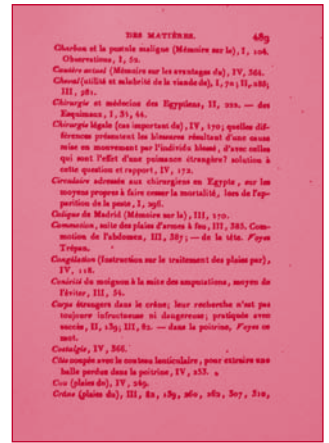 DES MATIÈRES. 489
Charbon et la pustule maligne (Mémoire sur le), I, 104.
Observations, I, 52.
Cautère actuel (Mémoire sur les avantages du), IV, 364.
Cheval (utilité et salubrité de la viande de), I, 70; II, 288;
III, 581.
Chirurgie et médecine des Egyptiens, II, 222. — des
Esquimaux, I, 35, 44.
Chirurgie légale (cas important de), IV, 170; quelles dif-
férences présentent les blessures résultant d'une cause
mise en mouvement par l'individu blessé, d'avec celles
qui sont l'effet d'une puissance étrangère? solution à
cette question et rapport, IV, 172.
Circulaire adressée aux chirurgiens en Egypte, sur les
moyens propres à faire cesser la mortalité, lors de l'ap-
parition de la peste, I, 296.
Colique de Madrid (Mémoire sur la), III, 170.
Commotion, suite des plaies d'armes à feu, III, 385. Com-
motion de l'abdomen, III, 387; — de la tête. Voyez
Trépan.
Congélation (Instruction sur le traitement des plaies par),
IV, 118.
Conicité du moignon à la suite des amputations, moyen de
l'éviter, III, 54.
Corps étrangers dans le crâne; leur recherche n'est pas
toujours infructueuse ni dangereuse; pratiquée avec
succès, II, 139; III, 82. — dans la poitrine, Voyez ce
mot.
Costalgie, IV, 366.
Côte coupée avec le couteau lenticulaire, pour extraire une
balle perdue dans la poitrine, IV, 253.
Cou (plaies du), IV, 249.
Crâne (plaies du), III, 82, 139, 260, 282, 307, 310,